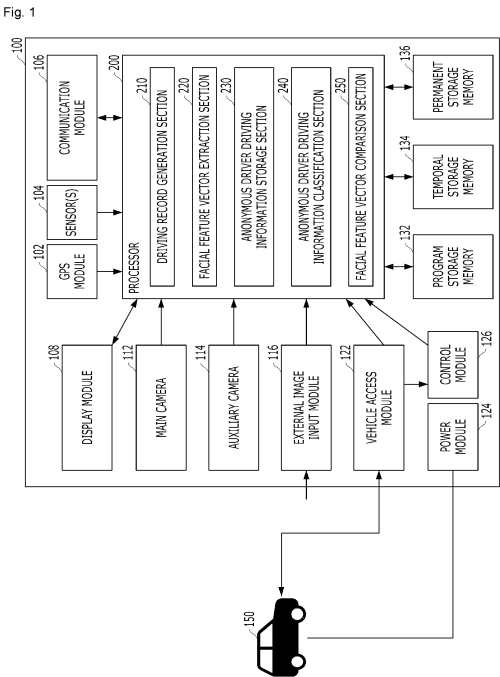 Fig. 1
100
GPS
MODULE
102
SENSOR(S)
104
COMMUNICATION
MODULE
106
DISPLAY MODULE
108
MAIN CAMERA
112
AUXILIARY CAMERA
114
EXTERNAL IMAGE
INPUT MODULE
116
VEHICLE ACCESS
MODULE
122
POWER
MODULE
124
CONTROL
MODULE
126
PROCESSOR
200
DRIVING RECORD GENERATION SECTION
210
FACIAL FEATURE VECTOR EXTRACTION SECTION
220
ANONYMOUS DRIVER DRIVING
INFORMATION STORAGE SECTION
230
ANONYMOUS DRIVER DRIVING
INFORMATION CLASSIFICATION SECTION
240
FACIAL FEATURE VECTOR COMPARISON SECTION
250
PROGRAM
STORAGE
MEMORY
132
TEMPORAL
STORAGE
MEMORY
134
PERMANENT
STORAGE
MEMORY
136
150